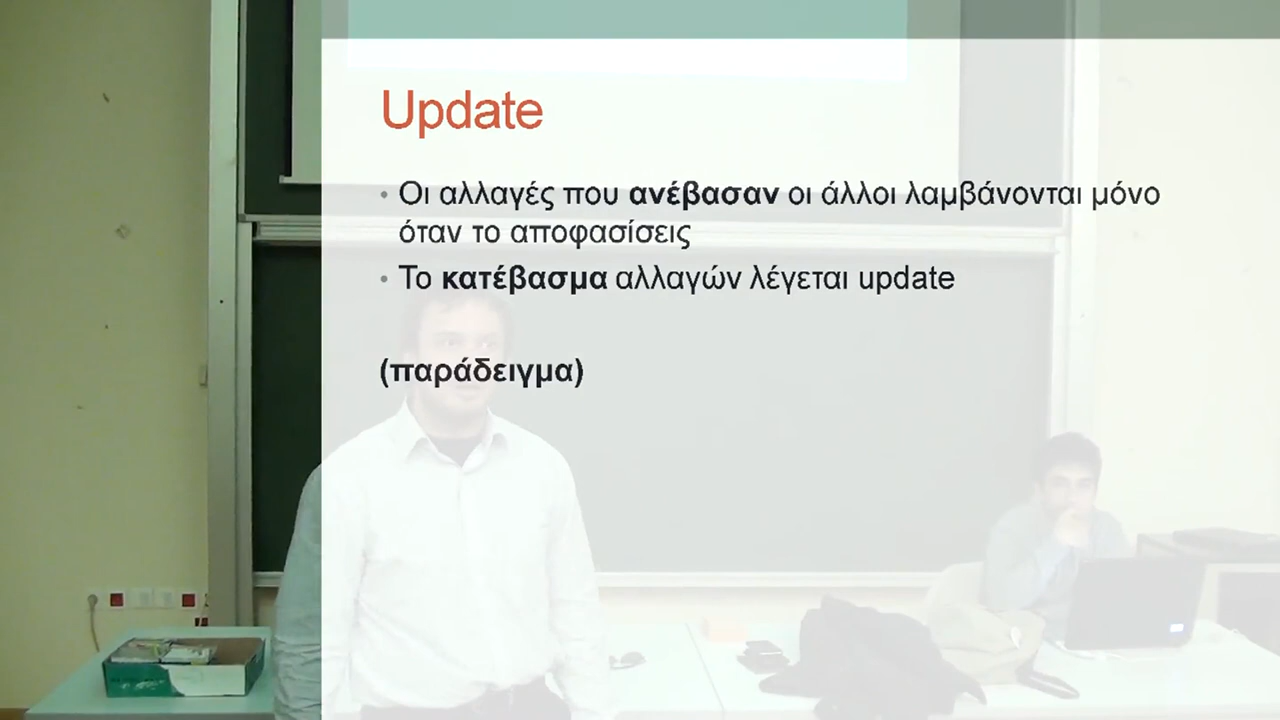 Update
• Οι αλλαγές που ανέβασαν οι άλλοι λαμβάνονται μόνο
όταν το αποφασίσεις
• Το κατέβασμα αλλαγών λέγεται update
(παράδειγμα)